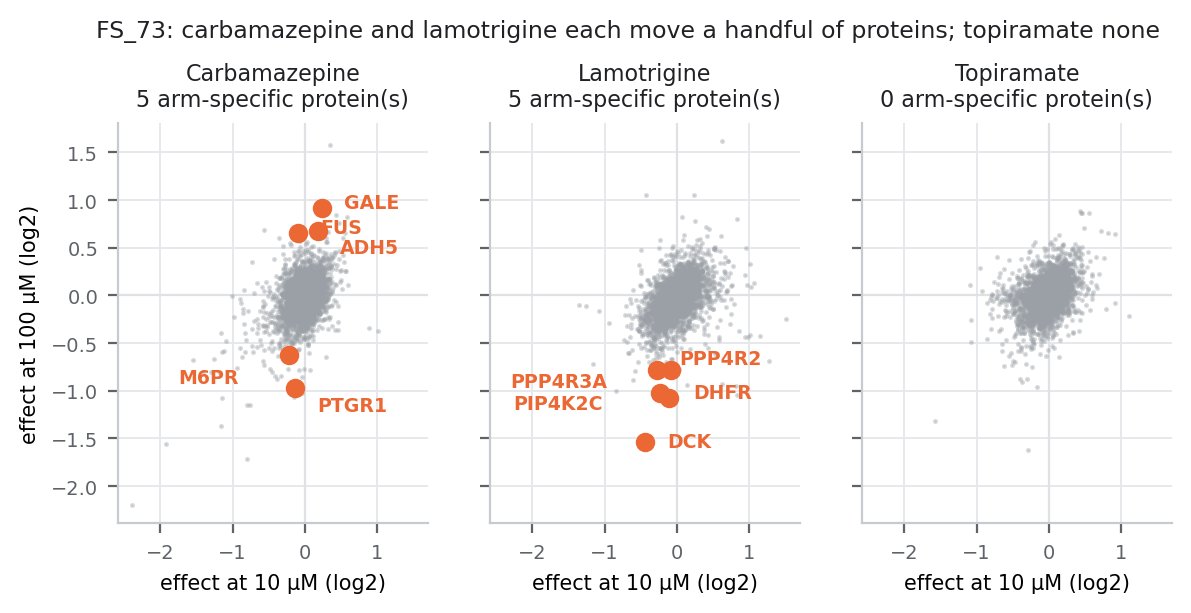 FS_73: carbamazepine and lamotrigine each move a handful of proteins; topiramate none
Carbamazepine
5 arm-specific protein(s)
Lamotrigine
5 arm-specific protein(s)
Topiramate
0 arm-specific protein(s)
effect at 100 µM (log2)
1.5
1.0
0.5
0.0
−0.5
−1.0
−1.5
−2.0
GALE
FUS
ADH5
M6PR
PTGR1
PPP4R2
PPP4R3A
PIP4K2C
DHFR
DCK
−2 −1 0 1
−2 −1 0 1
−2 −1 0 1
effect at 10 µM (log2)
effect at 10 µM (log2)
effect at 10 µM (log2)